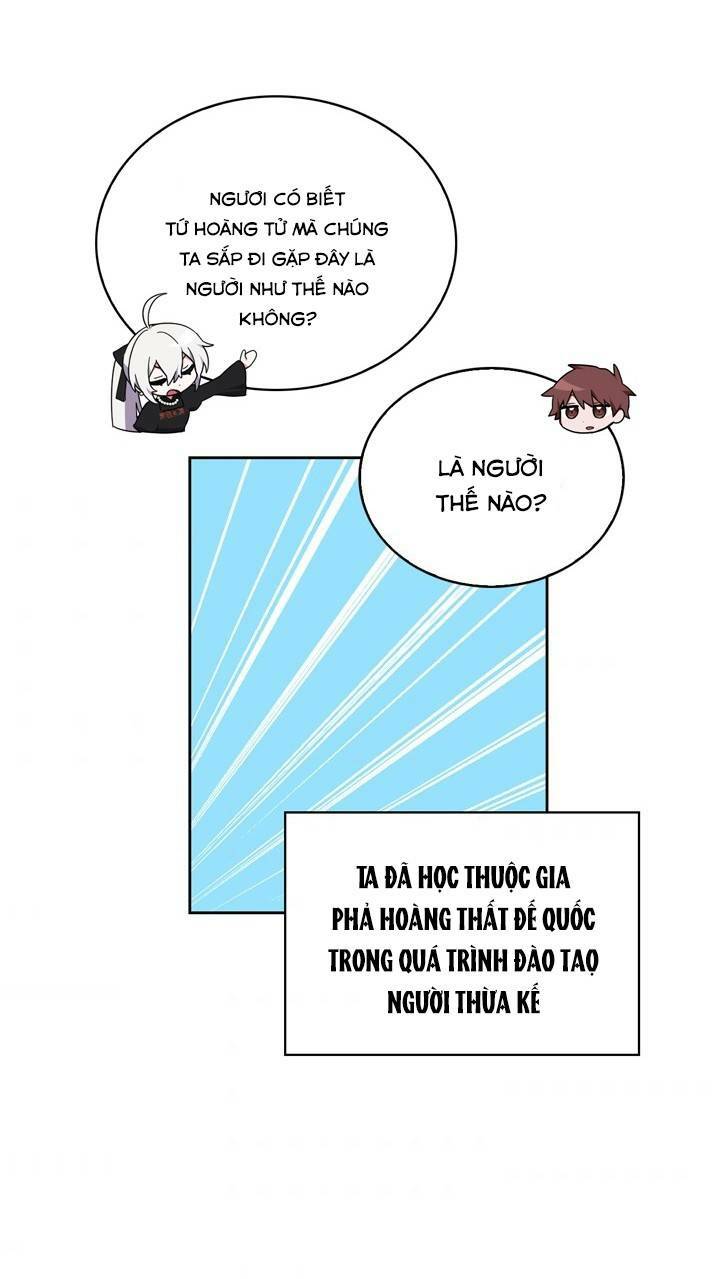 NGƯƠI CÓ BIẾT
TỨ HOÀNG TỬ MÀ CHÚNG
TA SẮP ĐI GẶP ĐÂY LÀ
NGƯỜI NHƯ THẾ NÀO
KHÔNG?
LÀ NGƯỜI
THẾ NÀO?
TA ĐÃ HỌC THUỘC GIA
PHẢ HOÀNG THẤT ĐẾ QUỐC
TRONG QUÁ TRÌNH ĐÀO TAỌ
NGƯỜI THỪA KẾ